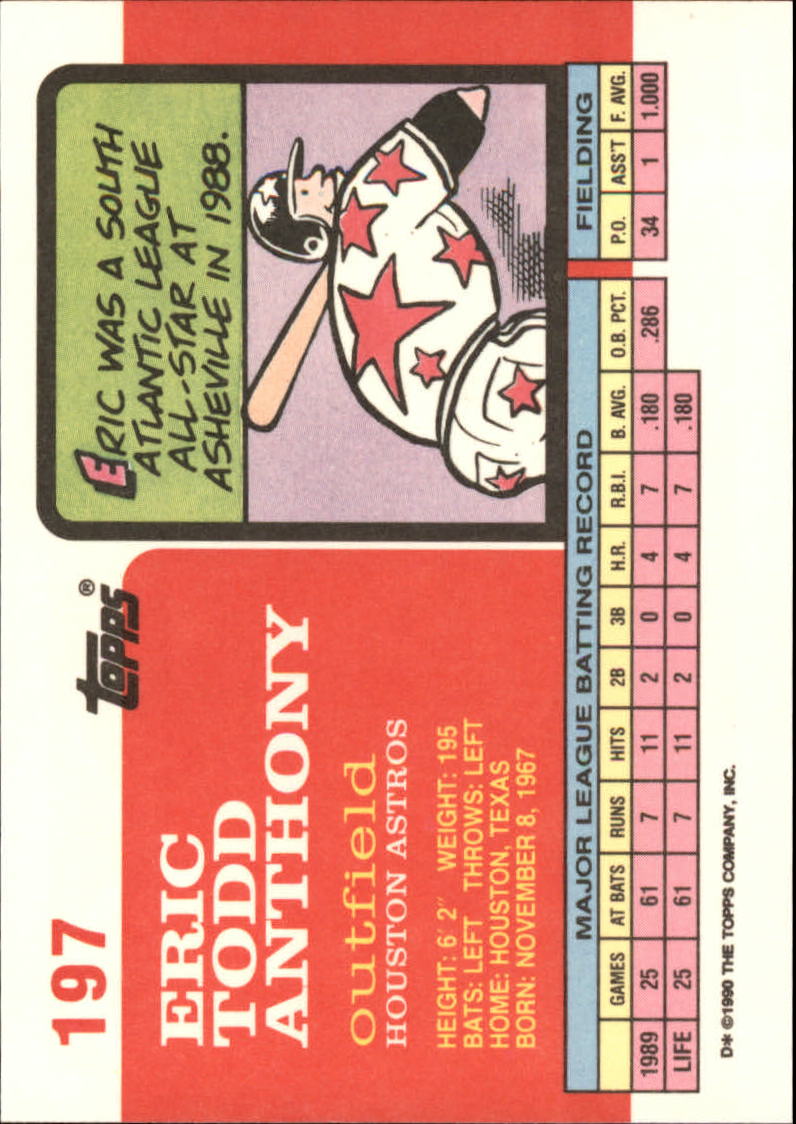 197
TOPPS®
ERIC
TODD
ANTHONY
outfield
HOUSTON ASTROS
HEIGHT: 6' 2" WEIGHT: 195
BATS: LEFT THROWS: LEFT
HOME: HOUSTON, TEXAS
BORN: NOVEMBER 8, 1967
ERIC WAS A SOUTH
ATLANTIC LEAGUE
ALL-STAR AT
ASHEVILLE IN 1988.
MAJOR LEAGUE BATTING RECORD FIELDING
GAMES AT BATS RUNS HITS 2B 3B H.R. R.B.I. B. AVG. O.B. PCT. P.O. ASS'T F. AVG.
1989 25 61 7 11 2 0 4 7 .180 .286 34 1 1.000
LIFE 25 61 7 11 2 0 4 7 .180
D* ©1990 THE TOPPS COMPANY, INC.